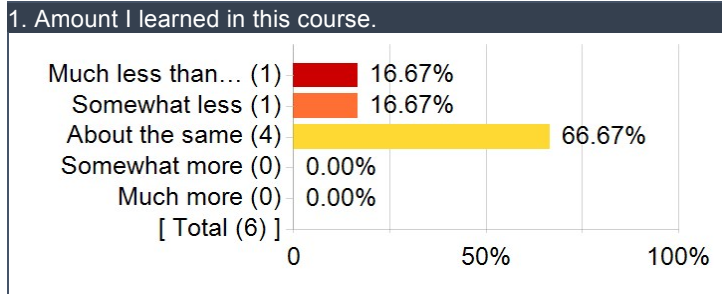 1. Amount I learned in this course.
Much less than… (1) 16.67%
Somewhat less (1) 16.67%
About the same (4) 66.67%
Somewhat more (0) 0.00%
Much more (0) 0.00%
[ Total (6) ]
0 50% 100%